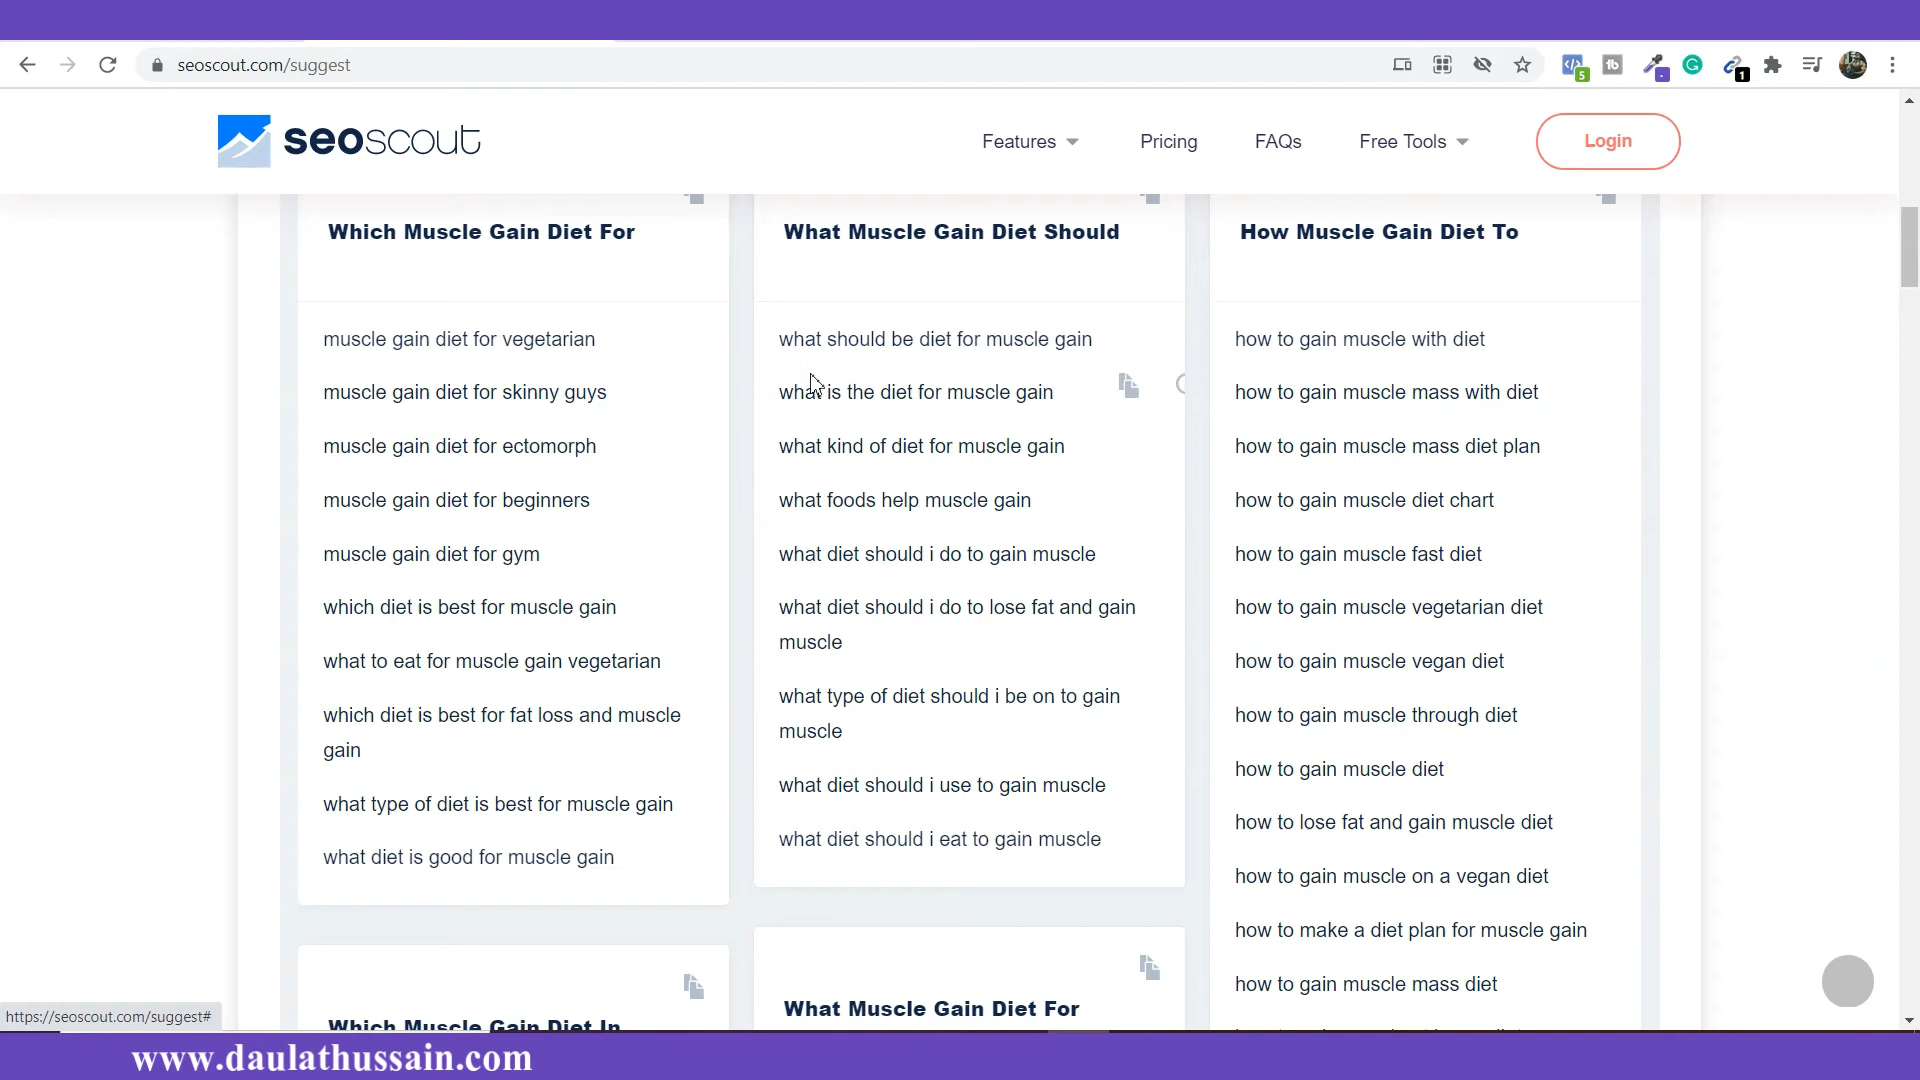 seoscout.com/suggest
5
tb
G
1
seoscout
Features
Pricing
FAQs
Free Tools
Login
Which Muscle Gain Diet For
muscle gain diet for vegetarian
muscle gain diet for skinny guys
muscle gain diet for ectomorph
muscle gain diet for beginners
muscle gain diet for gym
which diet is best for muscle gain
what to eat for muscle gain vegetarian
which diet is best for fat loss and muscle
gain
what type of diet is best for muscle gain
what diet is good for muscle gain
Which Muscle Gain Diet In
What Muscle Gain Diet Should
what should be diet for muscle gain
what is the diet for muscle gain
what kind of diet for muscle gain
what foods help muscle gain
what diet should i do to gain muscle
what diet should i do to lose fat and gain
muscle
what type of diet should i be on to gain
muscle
what diet should i use to gain muscle
what diet should i eat to gain muscle
What Muscle Gain Diet For
How Muscle Gain Diet To
how to gain muscle with diet
how to gain muscle mass with diet
how to gain muscle mass diet plan
how to gain muscle diet chart
how to gain muscle fast diet
how to gain muscle vegetarian diet
how to gain muscle vegan diet
how to gain muscle through diet
how to gain muscle diet
how to lose fat and gain muscle diet
how to gain muscle on a vegan diet
how to make a diet plan for muscle gain
how to gain muscle mass diet
https://seoscout.com/suggest#
www.daulathussain.com